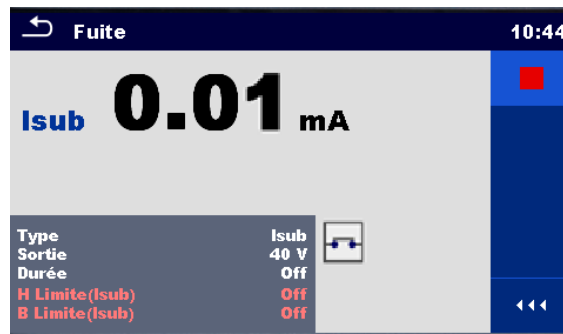 Fuite 10:44
Isub 0.01 mA
Type Isub
Sortie 40 V
Durée Off
H Limite(Isub) Off
B Limite(Isub) Off